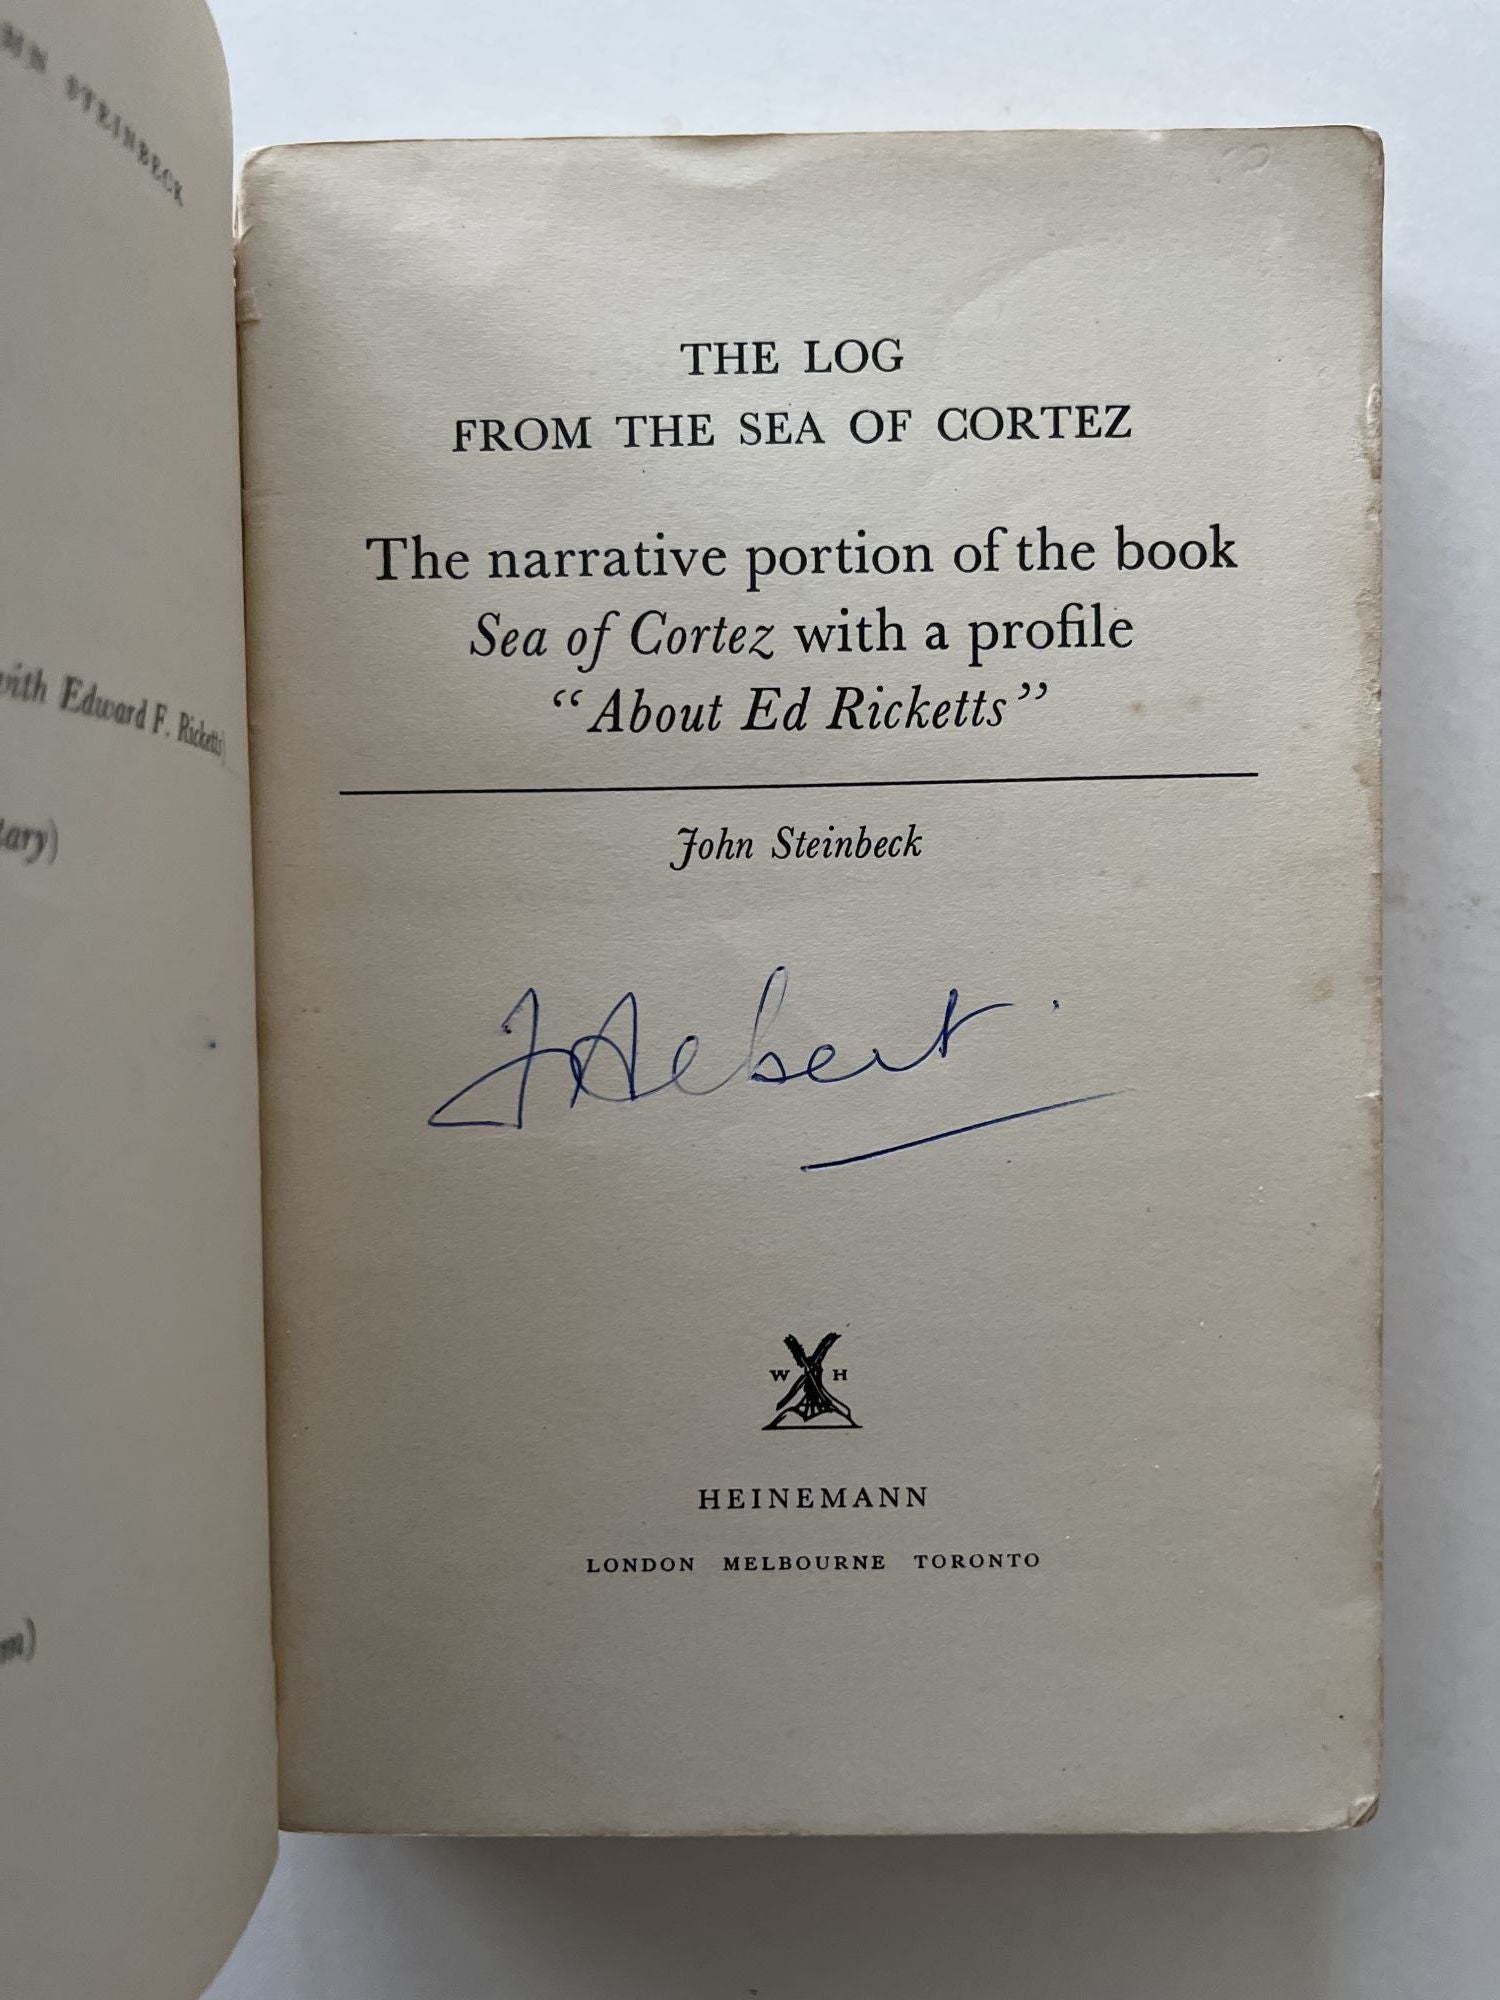 STEINBECK
with Edward F. Ricketts)
THE LOG
FROM THE SEA OF CORTEZ
The narrative portion of the book
Sea of Cortez with a profile
“About Ed Ricketts”
John Steinbeck
W H
HEINEMANN
LONDON MELBOURNE TORONTO